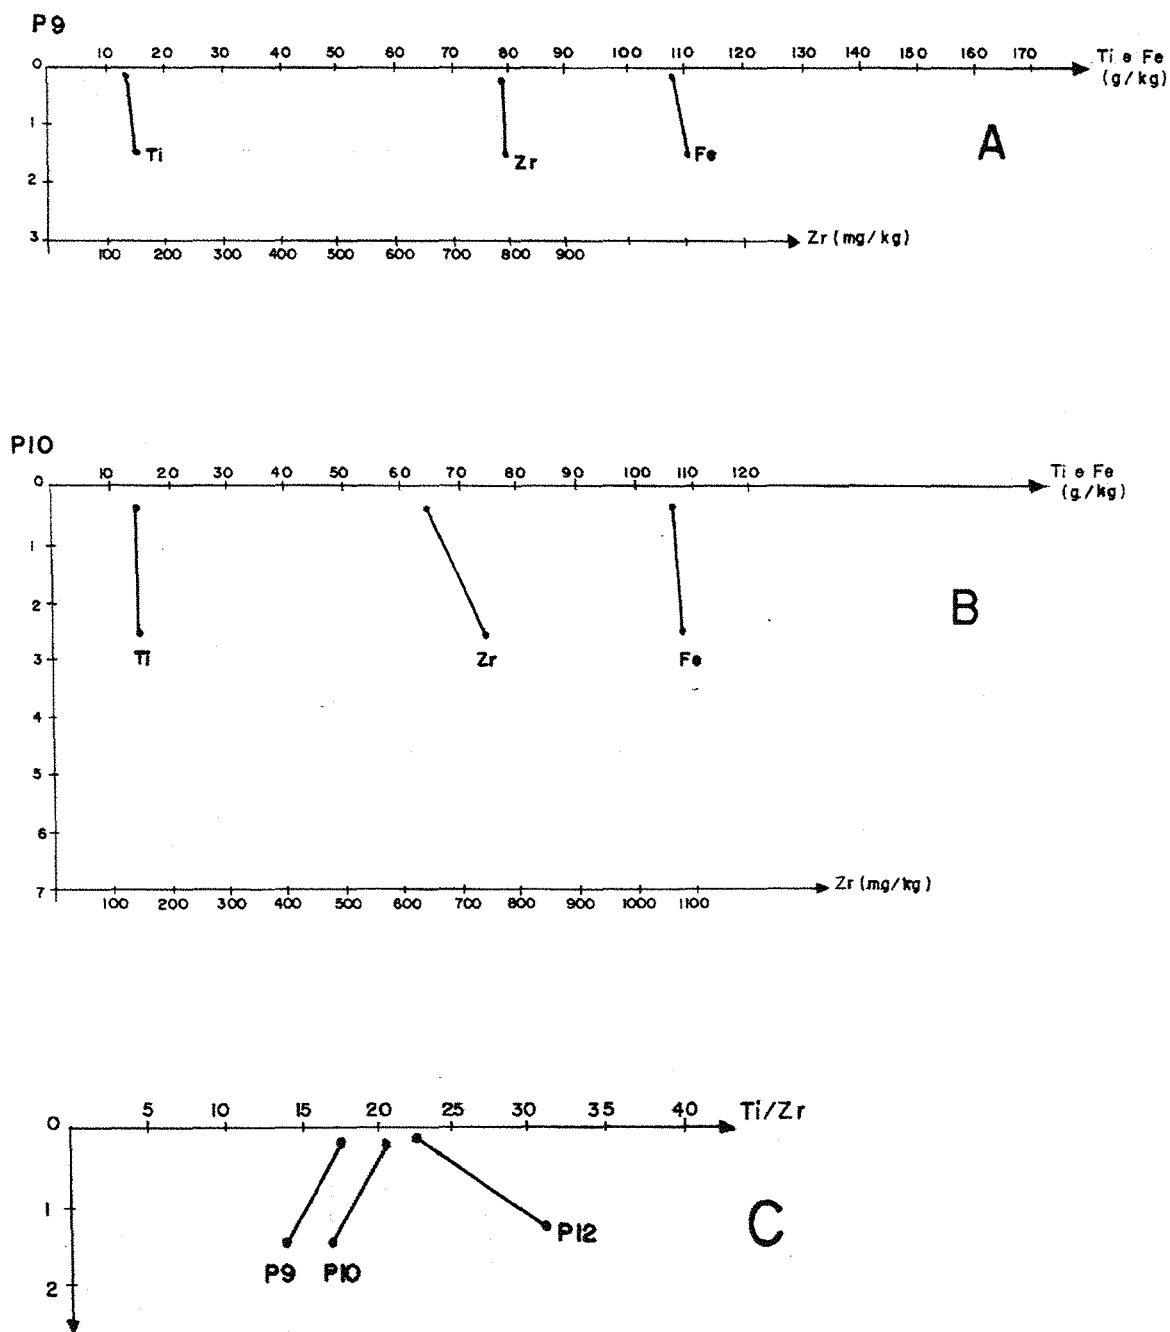 P9
10 20 30 40 50 60 70 80 90 100 110 120 130 140 150 160 170 Ti e Fe
(g/kg)
0
1
2
3
Ti
Zr
Fe
A
100 200 300 400 500 600 700 800 900 Zr (mg/kg)
P10
10 20 30 40 50 60 70 80 90 100 110 120 Ti e Fe
(g/kg)
0
1
2
3
4
5
6
7
Ti
Zr
Fe
B
100 200 300 400 500 600 700 800 900 1000 1100 Zr (mg/kg)
5 10 15 20 25 30 35 40 Ti/Zr
0
1
2
P9
P10
P12
C